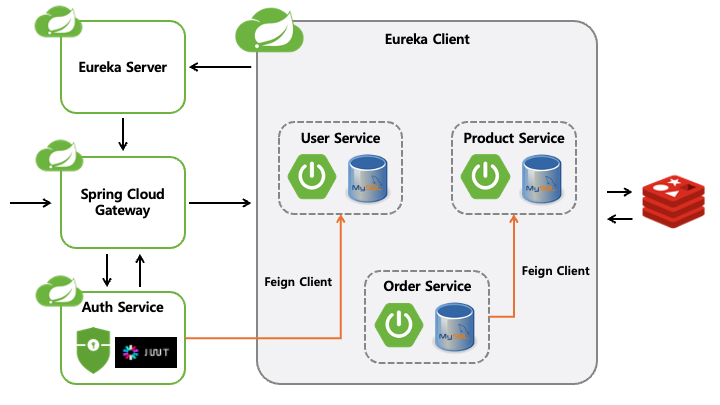 Eureka Server
Eureka Client
User Service
MySQL
Product Service
MySQL
Spring Cloud
Gateway
Feign Client
Feign Client
Order Service
MySQL
Auth Service
JWT